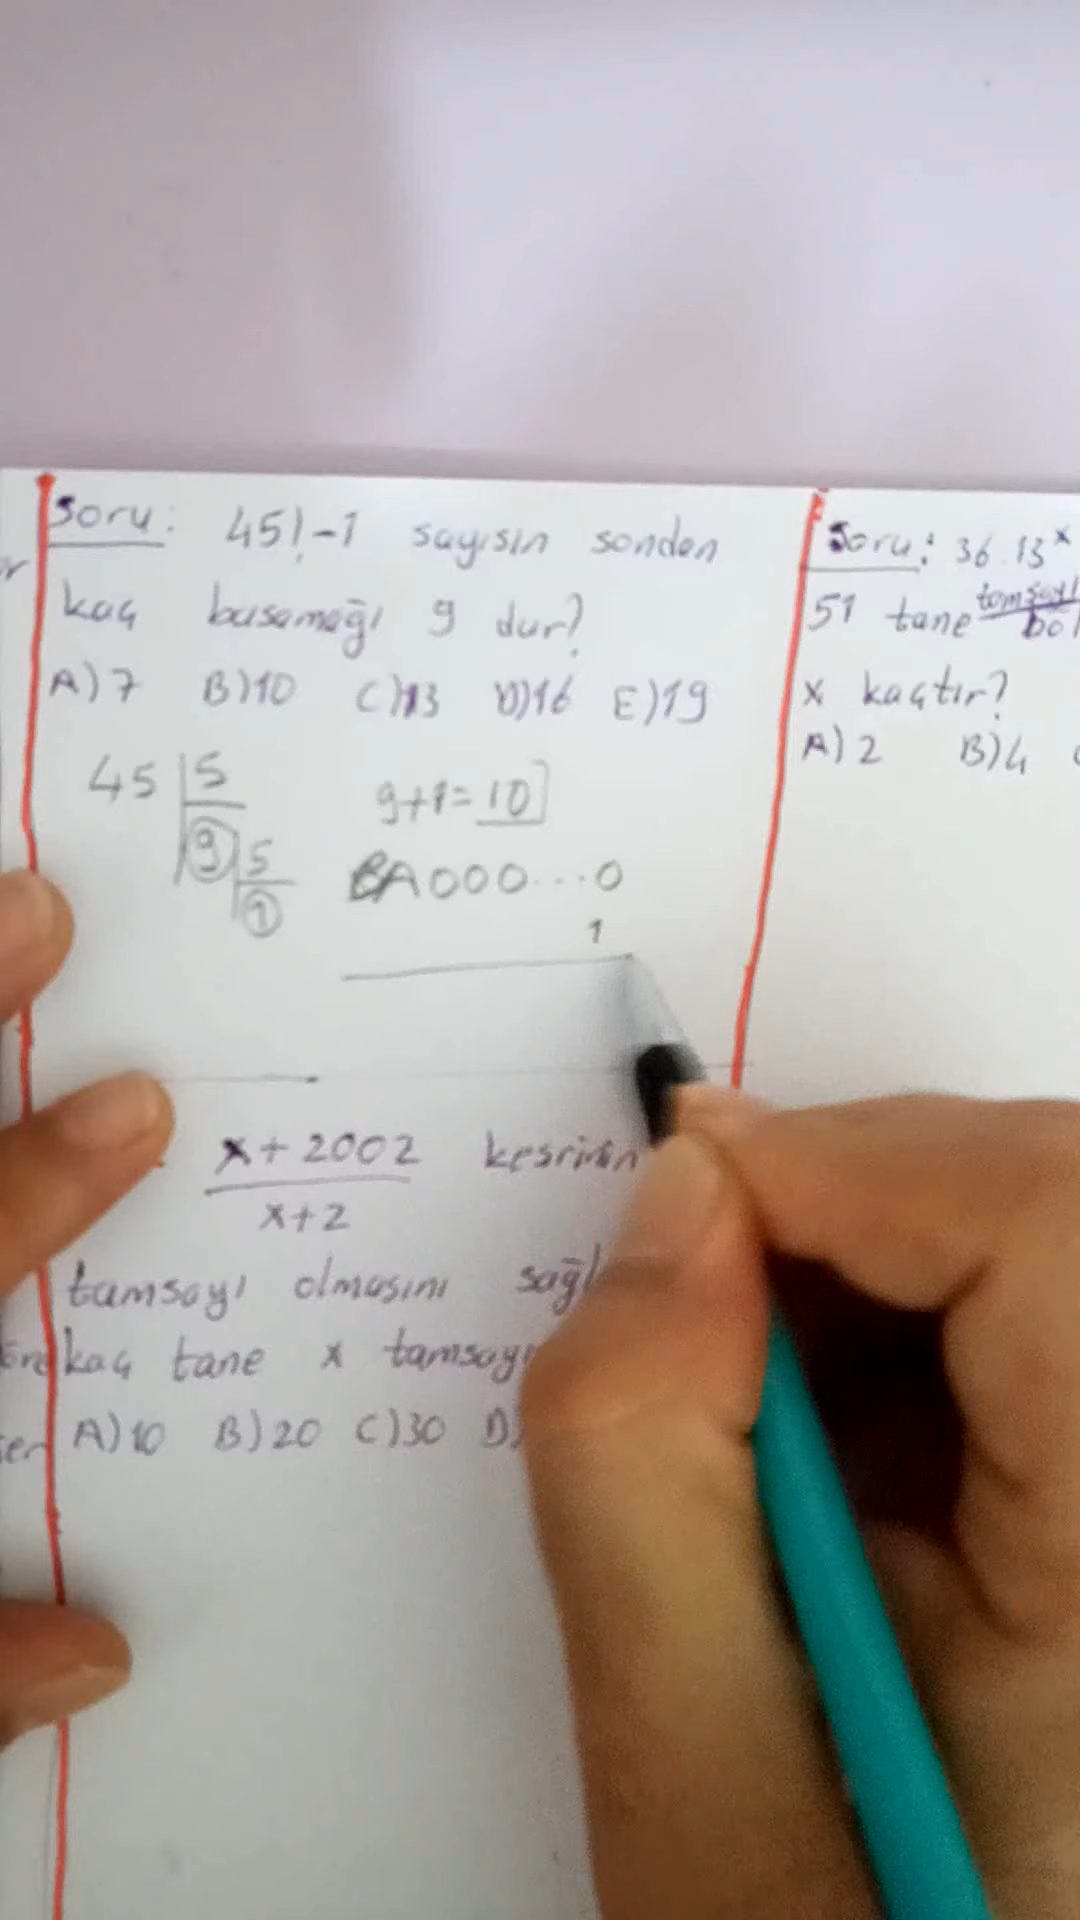 Soru: 45!-1 sayısın sondan
kaç basamağı 9 dur?
A)7 B)10 C)13 D)16 E)19
45 5
9 5
1
9+1=10
BA000...0
1
x+2002 kesrinin
x+2
tamsayı olmasını sağl
kaç tane x tamsayı
A)10 B)20 C)30 D)
Soru: 36.13^x
51 tane tamsayı
böl
x kaçtır?
A)2 B)4